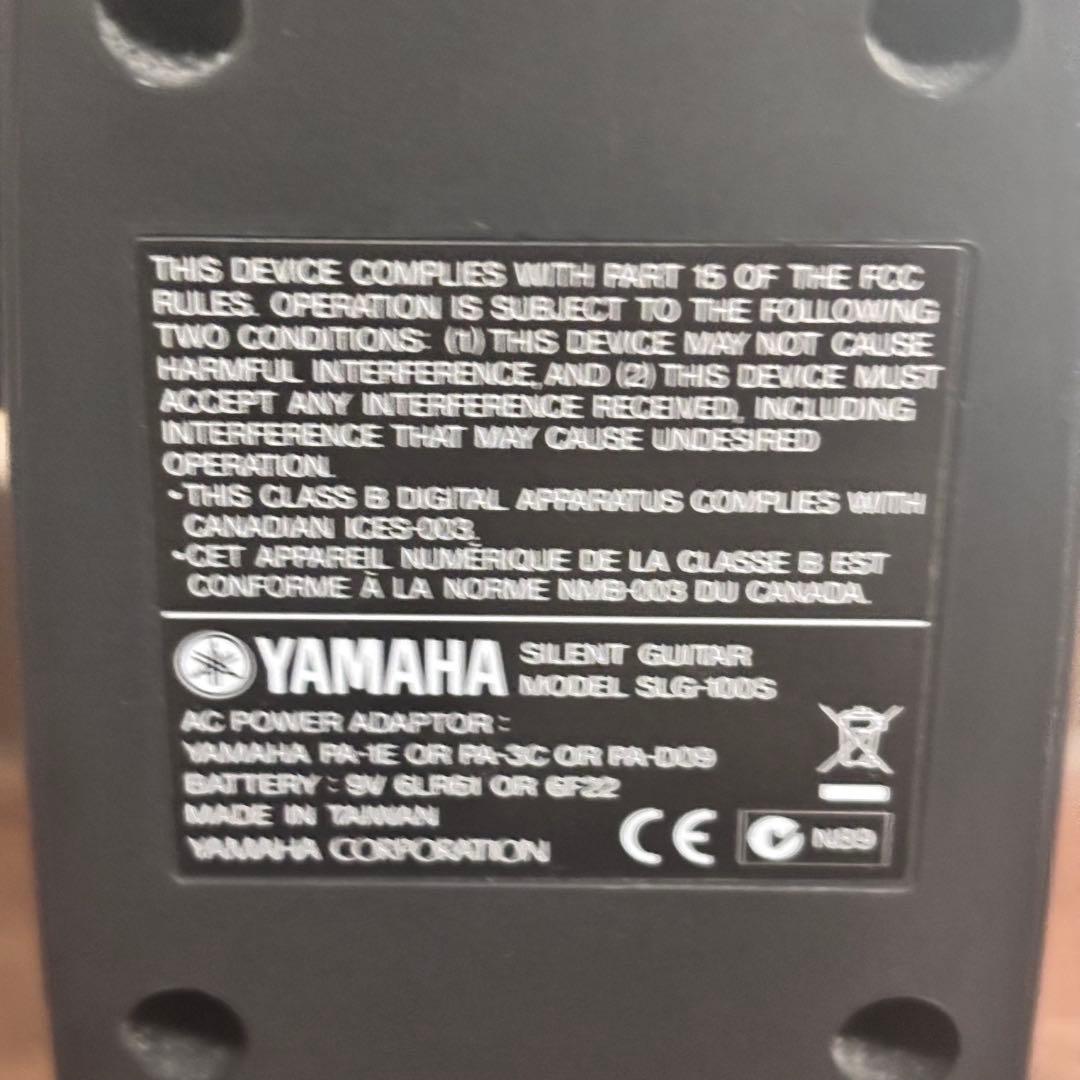 THIS DEVICE COMPLIES WITH PART 15 OF THE FCC
RULES. OPERATION IS SUBJECT TO THE FOLLOWING
TWO CONDITIONS: (1) THIS DEVICE MAY NOT CAUSE
HARMFUL INTERFERENCE, AND (2) THIS DEVICE MUST
ACCEPT ANY INTERFERENCE RECEIVED, INCLUDING
INTERFERENCE THAT MAY CAUSE UNDESIRED
OPERATION.
•THIS CLASS B DIGITAL APPARATUS COMPLIES WITH
CANADIAN ICES-003.
•CET APPAREIL NUMÉRIQUE DE LA CLASSE B EST
CONFORME À LA NORME NMB-003 DU CANADA.
YAMAHA SILENT GUITAR
MODEL SLG-100S
AC POWER ADAPTOR :
YAMAHA PA-1E OR PA-3C OR PA-D09
BATTERY : 9V 6LR61 OR 6F22
MADE IN TAIWAN
YAMAHA CORPORATION
CE N89